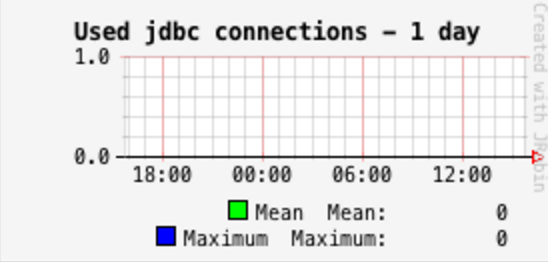 Used jdbc connections - 1 day
1.0
0.0
18:00 00:00 06:00 12:00
Mean Mean: 0
Maximum Maximum: 0
Created with JRobin